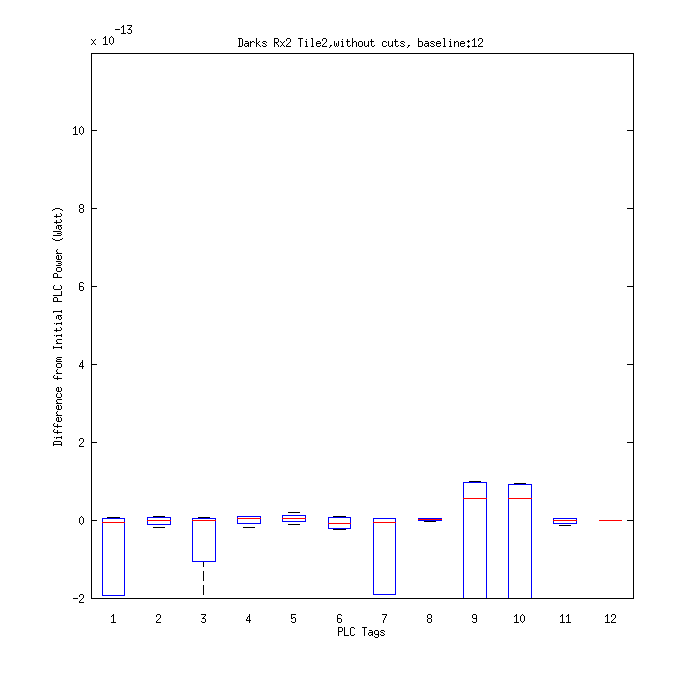 x 10^-13
Darks Rx2 Tile2,without cuts, baseline:12
10
8
6
4
2
0
-2
Difference from Initial PLC Power (Watt)
1 2 3 4 5 6 7 8 9 10 11 12
PLC Tags